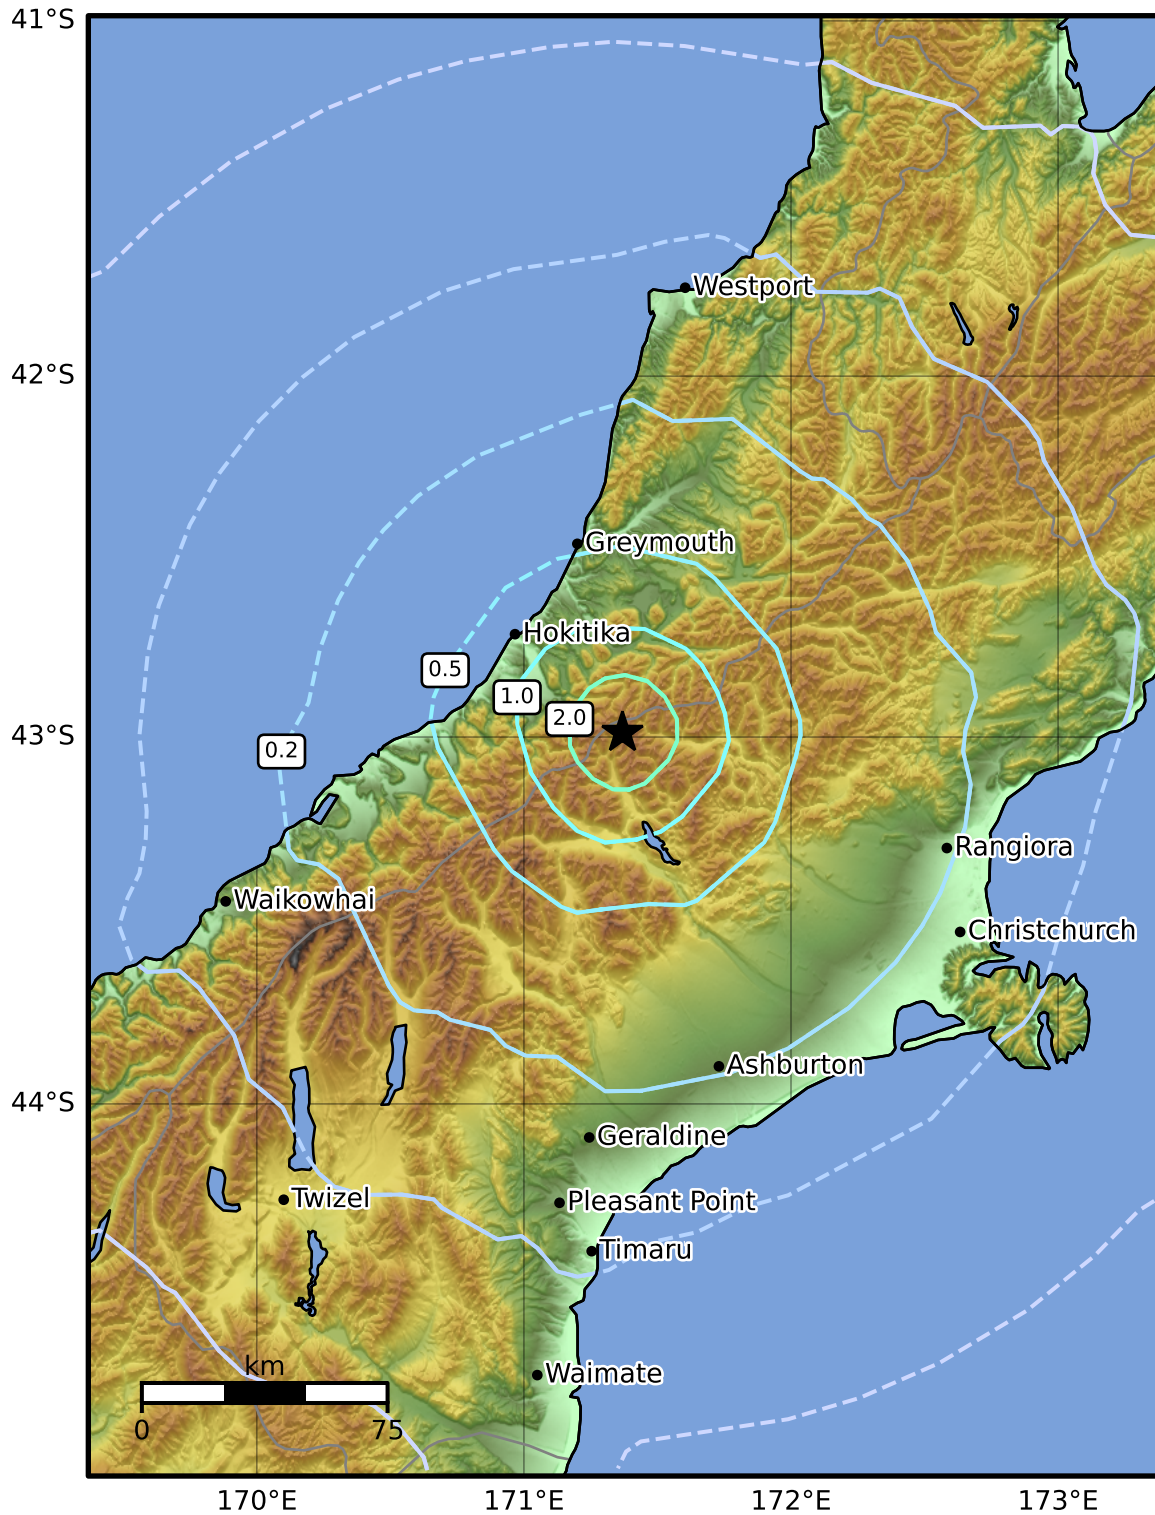 41°S
Westport
42°S
Greymouth
Hokitika
0.5
1.0
2.0
43°S
0.2
Rangiora
Waikowhai
Christchurch
Ashburton
44°S
Geraldine
Twizel
Pleasant Point
Timaru
km
Waimate
0 75
170°E 171°E 172°E 173°E